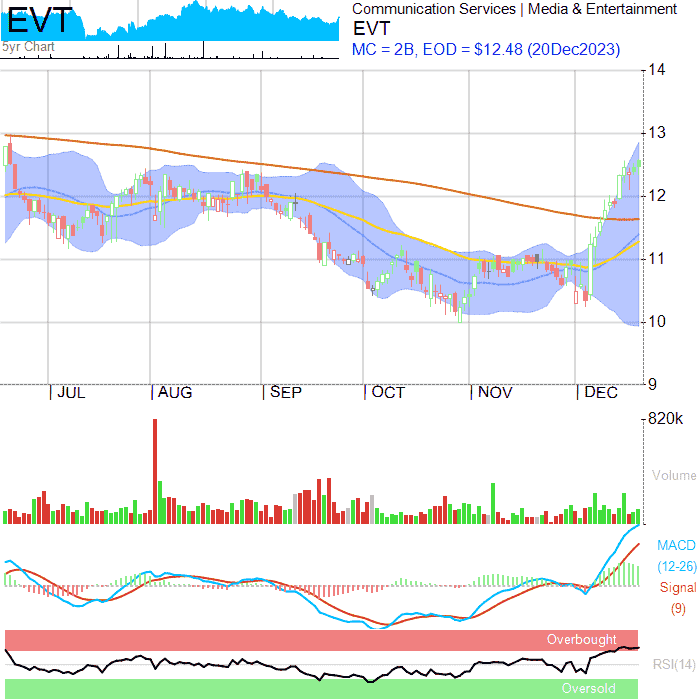 EVT
5yr Chart
Communication Services | Media & Entertainment
EVT
MC = 2B, EOD = $12.48 (20Dec2023)
14
13
12
11
10
9
JUL AUG SEP OCT NOV DEC
820k
Volume
MACD
(12-26)
Signal
(9)
Overbought
RSI(14)
Oversold